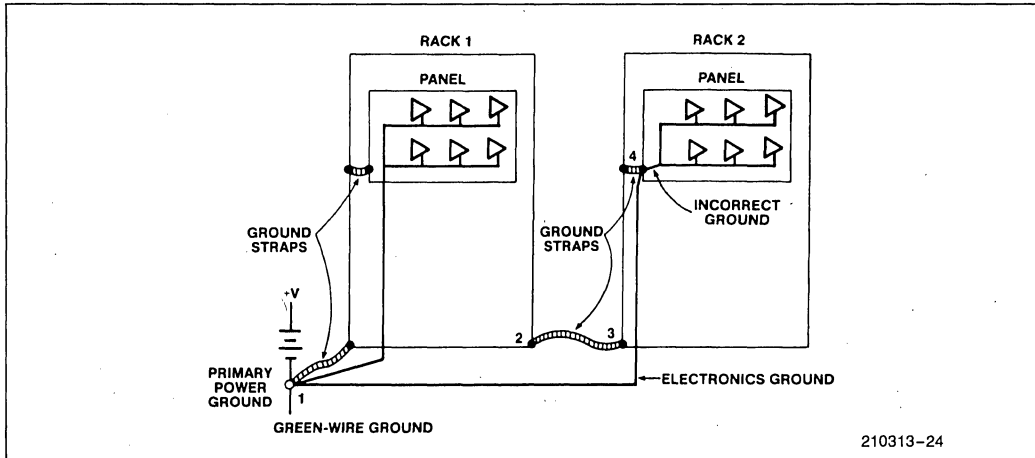 RACK 1
RACK 2
PANEL
PANEL
4
INCORRECT
GROUND
GROUND
STRAPS
GROUND
STRAPS
+V
2
3
PRIMARY
POWER
GROUND
1
ELECTRONICS GROUND
GREEN-WIRE GROUND
210313-24